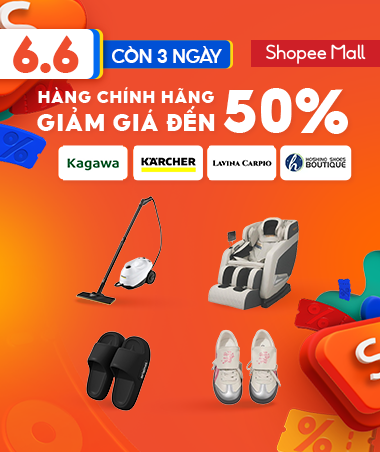 6.6
CÒN 3 NGÀY
Shopee Mall
HÀNG CHÍNH HÃNG
GIẢM GIÁ ĐẾN 50%
Kagawa
KÄRCHER
LAVINA CARPIO
HOSHING SHOES
BOUTIQUE